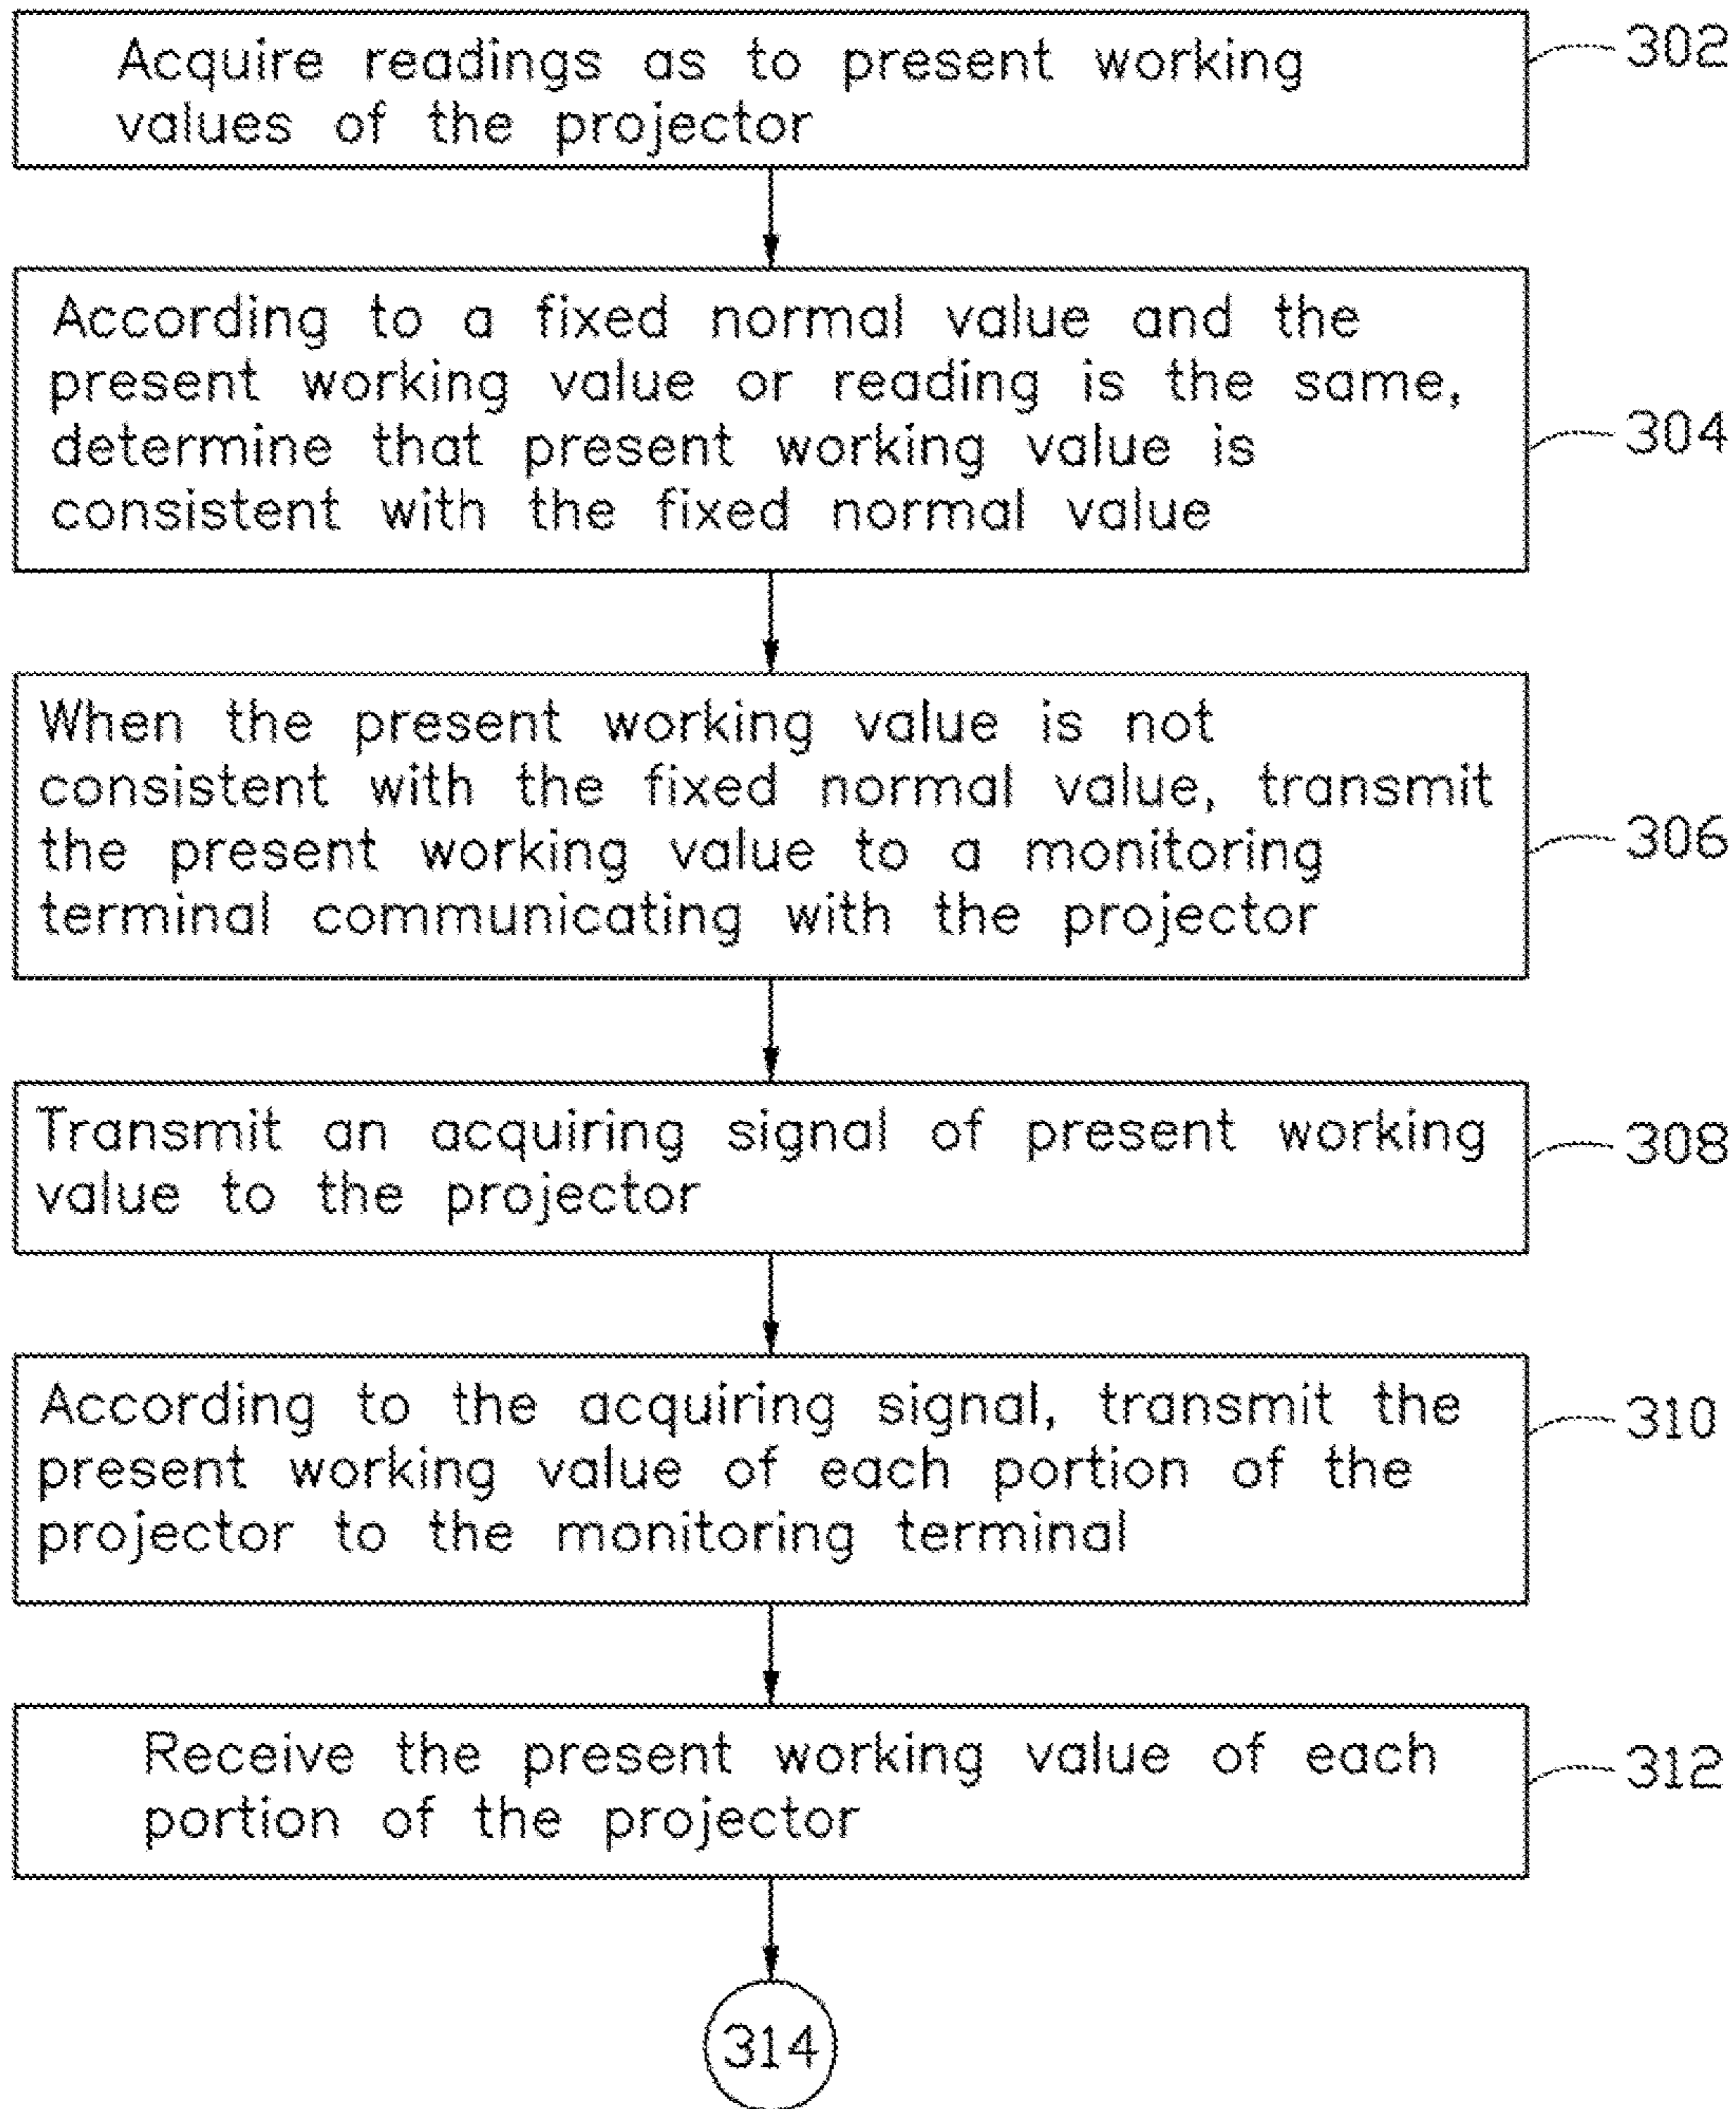 Acquire readings as to present working
values of the projector
302
According to a fixed normal value and the
present working value or reading is the same,
determine that present working value is
consistent with the fixed normal value
304
When the present working value is not
consistent with the fixed normal value, transmit
the present working value to a monitoring
terminal communicating with the projector
306
Transmit an acquiring signal of present working
value to the projector
308
According to the acquiring signal, transmit the
present working value of each portion of the
projector to the monitoring terminal
310
Receive the present working value of each
portion of the projector
312
314